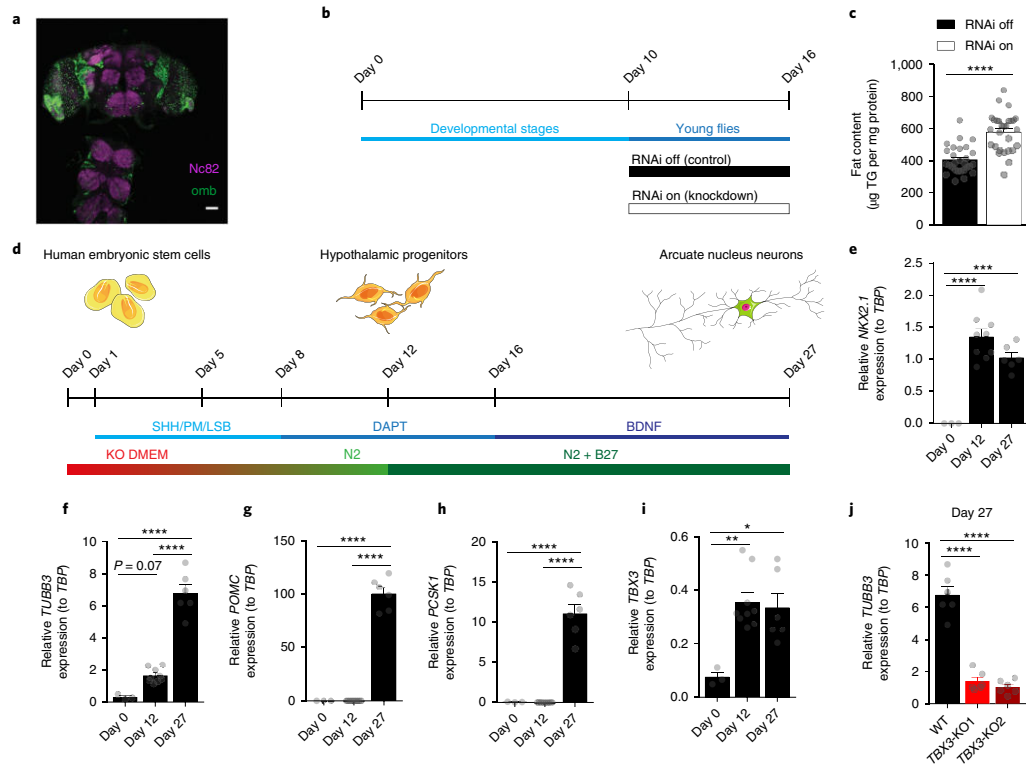 a
Nc82
omb
b
Day 0
Day 10
Day 16
Developmental stages
Young flies
RNAi off (control)
RNAi on (knockdown)
c
RNAi off
RNAi on
****
1,000
800
600
400
200
0
Fat content
(µg TG per mg protein)
d
Human embryonic stem cells
Hypothalamic progenitors
Arcuate nucleus neurons
Day 0
Day 1
Day 5
Day 8
Day 12
Day 16
Day 27
SHH/PM/LSB
DAPT
BDNF
KO DMEM
N2
N2 + B27
e
Relative NKX2.1
expression (to TBP)
2.5
2.0
1.5
1.0
0.5
0.0
***
****
Day 0
Day 12
Day 27
f
Relative TUBB3
expression (to TBP)
10
8
6
4
2
0
****
****
P = 0.07
Day 0
Day 12
Day 27
g
Relative POMC
expression (to TBP)
150
100
50
0
****
****
Day 0
Day 12
Day 27
h
Relative PCSK1
expression (to TBP)
20
15
10
5
0
****
****
Day 0
Day 12
Day 27
i
Relative TBX3
expression (to TBP)
0.6
0.4
0.2
0.0
*
**
Day 0
Day 12
Day 27
j
Day 27
Relative TUBB3
expression (to TBP)
10
8
6
4
2
0
****
****
WT
TBX3-KO1
TBX3-KO2